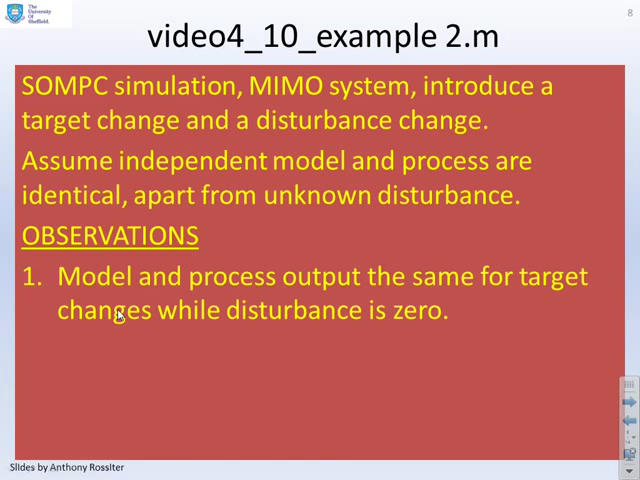 The
University
Of
Sheffield.
8
video4_10_example 2.m
SOMPC simulation, MIMO system, introduce a
target change and a disturbance change.
Assume independent model and process are
identical, apart from unknown disturbance.
OBSERVATIONS
1. Model and process output the same for target
changes while disturbance is zero.
Slides by Anthony Rossiter